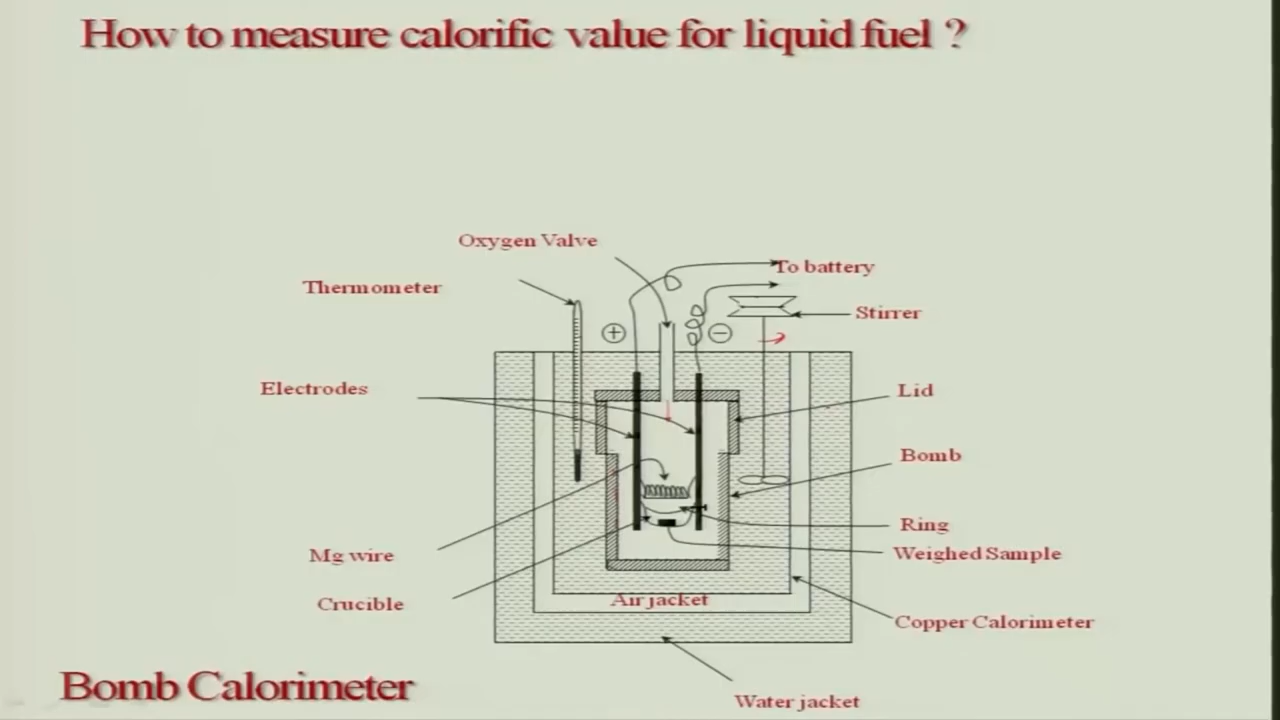 How to measure calorific value for liquid fuel ?
Oxygen Valve
To battery
Thermometer
Stirrer
+
−
Electrodes
Lid
Bomb
Ring
Mg wire
Weighed Sample
Crucible
Air jacket
Copper Calorimeter
Bomb Calorimeter
Water jacket